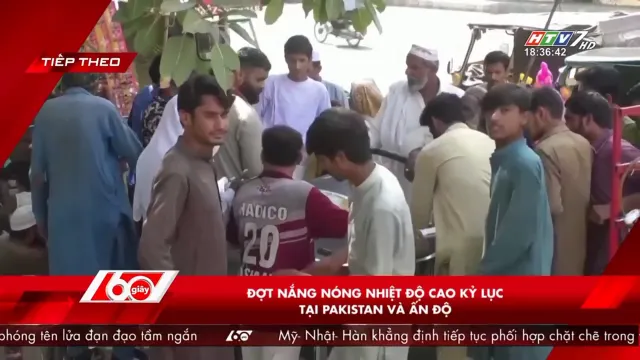 TIẾP THEO
HTV7 HD
18:36:42
HADICO
20
60 giây
ĐỢT NẮNG NÓNG NHIỆT ĐỘ CAO KỶ LỤC
TẠI PAKISTAN VÀ ẤN ĐỘ
phóng tên lửa đạn đạo tầm ngắn 60 Mỹ- Nhật- Hàn khẳng định tiếp tục phối hợp chặt chẽ trong